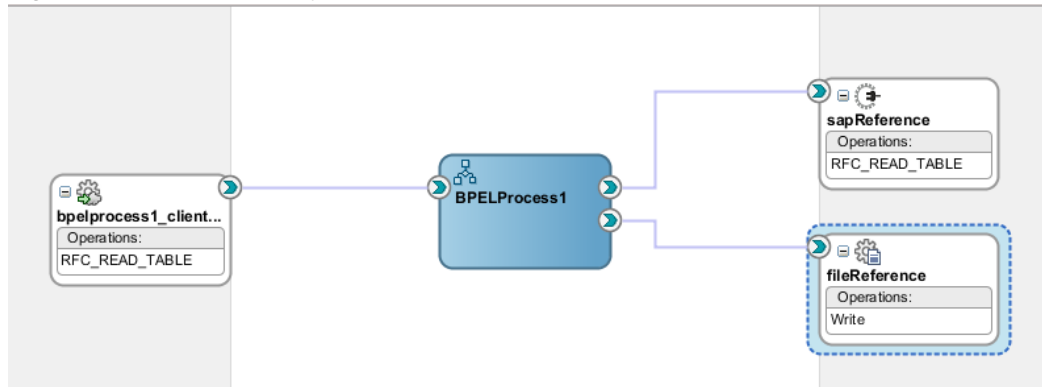 bpelprocess1_client...
Operations:
RFC_READ_TABLE
BPELProcess1
sapReference
Operations:
RFC_READ_TABLE
fileReference
Operations:
Write